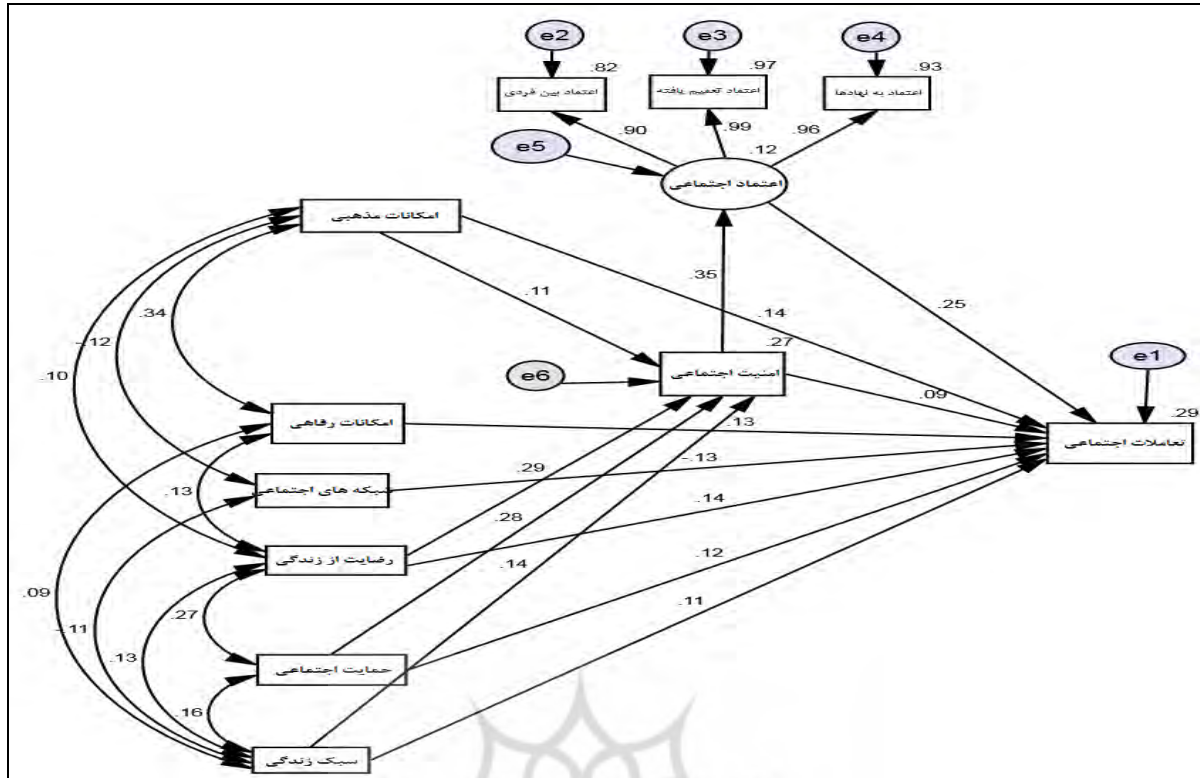 e2
e3
e4
.82
.97
.93
اعتماد بین فردی
اعتماد تعمیم یافته
اعتماد به نهادها
.90
.99
.96
.12
e5
اعتماد اجتماعی
امکانات مذهبی
.35
.11
.14
.25
.34
-.12
.10
.27
e6
امنیت اجتماعی
e1
.09
.29
امکانات رفاهی
.13
تعاملات اجتماعی
-.13
شبکه های اجتماعی
.29
.13
.14
.28
رضایت از زندگی
.12
.14
.09
-.11
.27
.11
.13
حمایت اجتماعی
.16
سبک زندگی